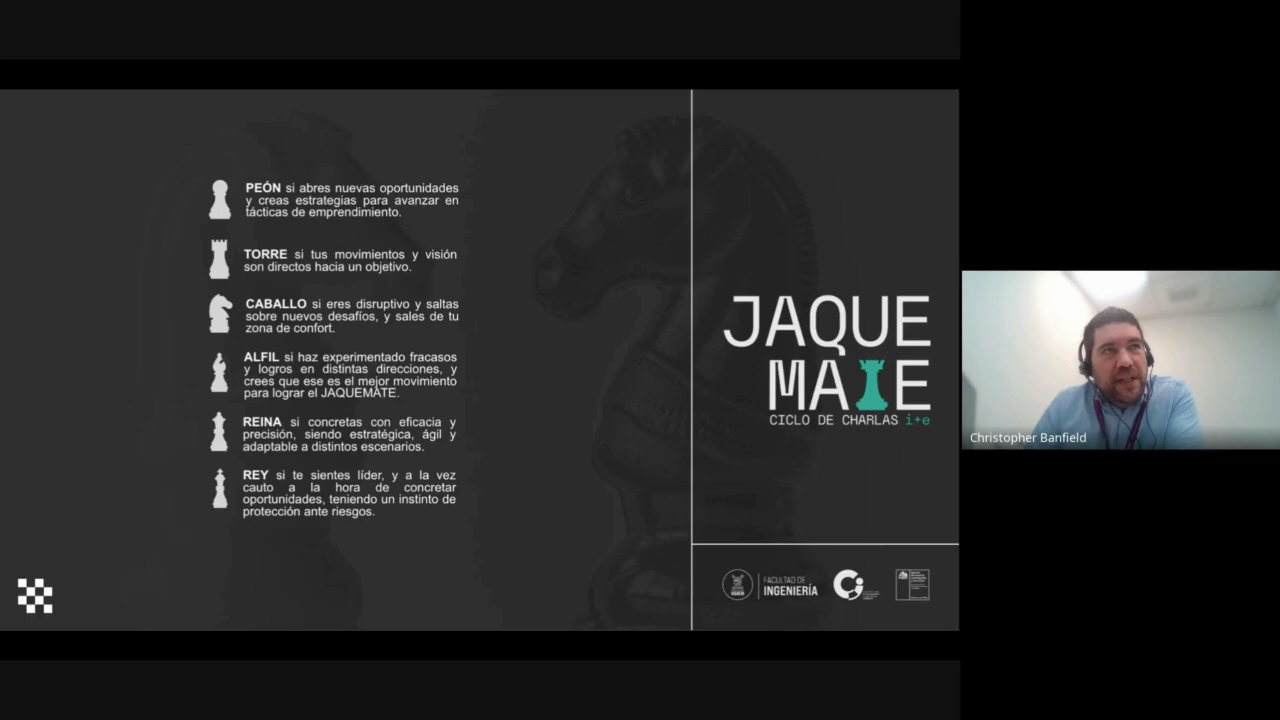 PEÓN si abres nuevas oportunidades
y creas estrategias para avanzar en
tácticas de emprendimiento.
TORRE si tus movimientos y visión
son directos hacia un objetivo.
CABALLO si eres disruptivo y saltas
sobre nuevos desafíos, y sales de tu
zona de confort.
ALFIL si haz experimentado fracasos
y logros en distintas direcciones, y
crees que ese es el mejor movimiento
para lograr el JAQUEMATE.
REINA si concretas con eficacia y
precisión, siendo estratégica, ágil y
adaptable a distintos escenarios.
REY si te sientes líder, y a la vez
cauto a la hora de concretar
oportunidades, teniendo un instinto de
protección ante riesgos.
JAQUE
MATE
CICLO DE CHARLAS i+e
FACULTAD DE
INGENIERÍA
Christopher Banfield